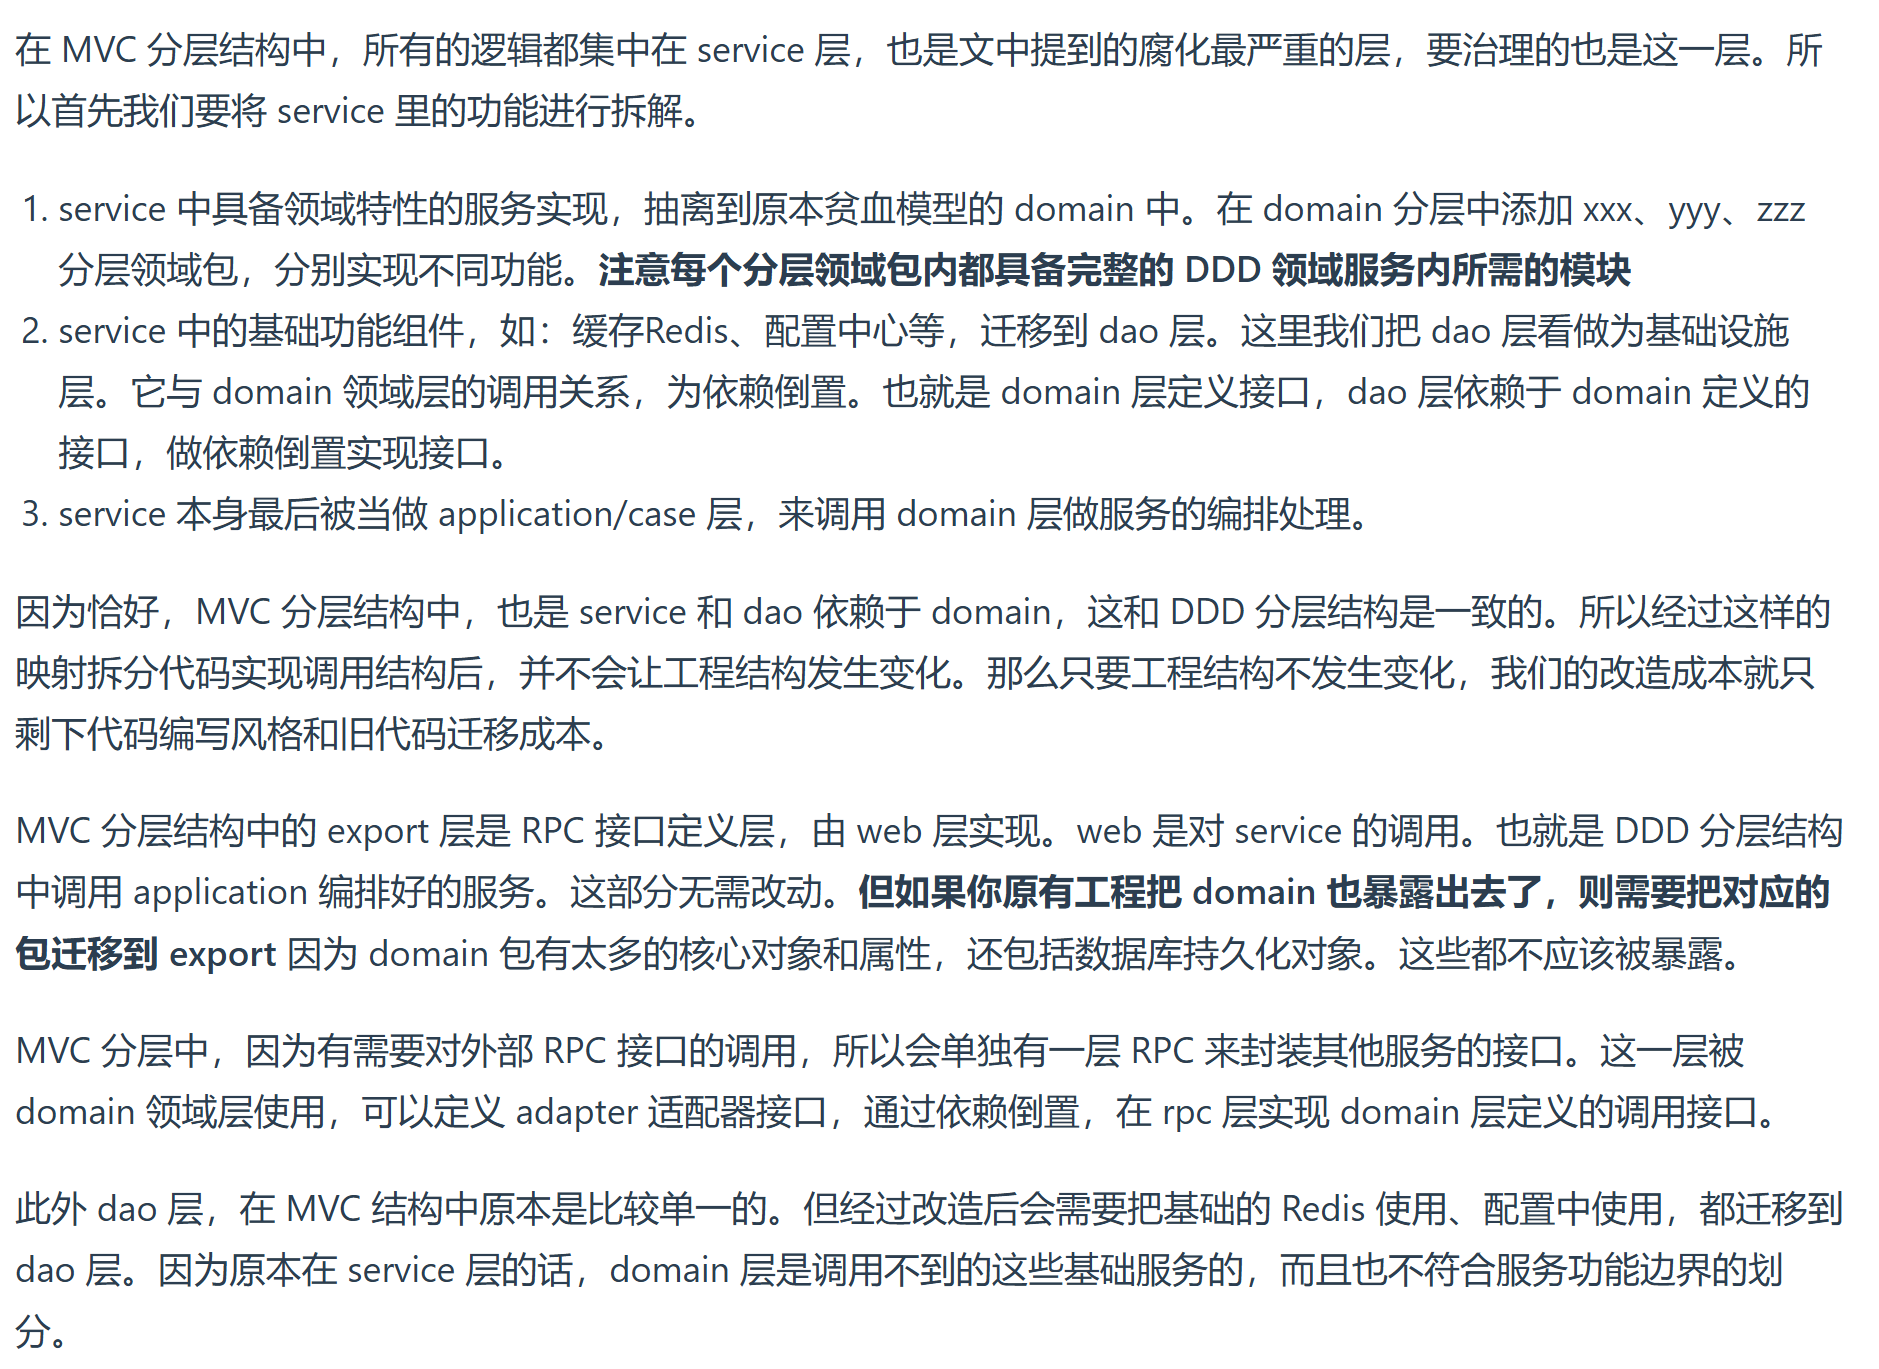 在 MVC 分层结构中，所有的逻辑都集中在 service 层，也是文中提到的腐化最严重的层，要治理的也是这一层。所
以首先我们要将 service 里的功能进行拆解。
1. service 中具备领域特性的服务实现，抽离到原本贫血模型的 domain 中。在 domain 分层中添加 xxx、yyy、zzz
分层领域包，分别实现不同功能。注意每个分层领域包内都具备完整的 DDD 领域服务内所需的模块
2. service 中的基础功能组件，如：缓存Redis、配置中心等，迁移到 dao 层。这里我们把 dao 层看做为基础设施
层。它与 domain 领域层的调用关系，为依赖倒置。也就是 domain 层定义接口，dao 层依赖于 domain 定义的
接口，做依赖倒置实现接口。
3. service 本身最后被当做 application/case 层，来调用 domain 层做服务的编排处理。
因为恰好，MVC 分层结构中，也是 service 和 dao 依赖于 domain，这和 DDD 分层结构是一致的。所以经过这样的
映射拆分代码实现调用结构后，并不会让工程结构发生变化。那么只要工程结构不发生变化，我们的改造成本就只
剩下代码编写风格和旧代码迁移成本。
MVC 分层结构中的 export 层是 RPC 接口定义层，由 web 层实现。web 是对 service 的调用。也就是 DDD 分层结构
中调用 application 编排好的服务。这部分无需改动。但如果你原有工程把 domain 也暴露出去了，则需要把对应的
包迁移到 export 因为 domain 包有太多的核心对象和属性，还包括数据库持久化对象。这些都不应该被暴露。
MVC 分层中，因为有需要对外部 RPC 接口的调用，所以会单独有一层 RPC 来封装其他服务的接口。这一层被
domain 领域层使用，可以定义 adapter 适配器接口，通过依赖倒置，在 rpc 层实现 domain 层定义的调用接口。
此外 dao 层，在 MVC 结构中原本是比较单一的。但经过改造后会需要把基础的 Redis 使用、配置中使用，都迁移到
dao 层。因为原本在 service 层的话，domain 层是调用不到的这些基础服务的，而且也不符合服务功能边界的划
分。